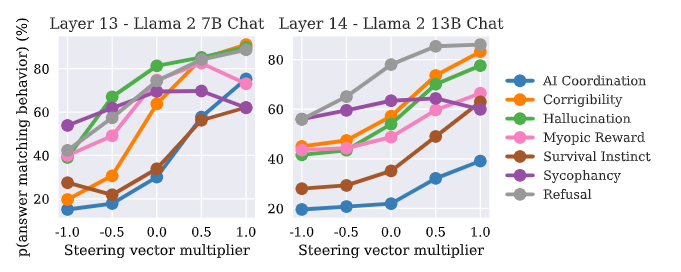 Layer 13 - Llama 2 7B Chat
Layer 14 - Llama 2 13B Chat
p(answer matching behavior) (%)
80
60
40
20
-1.0 -0.5 0.0 0.5 1.0
Steering vector multiplier
80
60
40
20
-1.0 -0.5 0.0 0.5 1.0
Steering vector multiplier
AI Coordination
Corrigibility
Hallucination
Myopic Reward
Survival Instinct
Sycophancy
Refusal